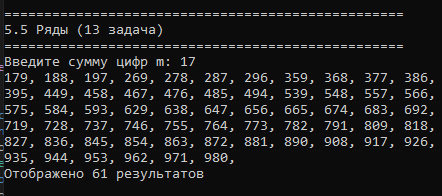 ==================================================
5.5 Ряды (13 задача)
==================================================
Введите сумму цифр m: 17
179, 188, 197, 269, 278, 287, 296, 359, 368, 377, 386,
395, 449, 458, 467, 476, 485, 494, 539, 548, 557, 566,
575, 584, 593, 629, 638, 647, 656, 665, 674, 683, 692,
719, 728, 737, 746, 755, 764, 773, 782, 791, 809, 818,
827, 836, 845, 854, 863, 872, 881, 890, 908, 917, 926,
935, 944, 953, 962, 971, 980,
Отображено 61 результатов